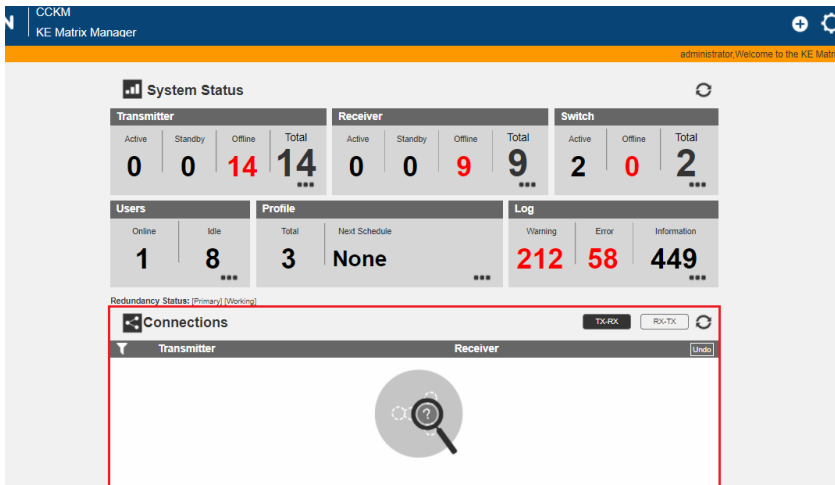 N
CCKM
KE Matrix Manager
administrator,Welcome to the KE Matri
System Status
Transmitter
Active Standby Offline Total
0 0 14 14
Receiver
Active Standby Offline Total
0 0 9 9
Switch
Active Offline Total
2 0 2
Users
Online Idle
1 8
Profile
Total Next Schedule
3 None
Log
Warning Error Information
212 58 449
Redundancy Status: [Primary] [Working]
Connections
TX-RX RX-TX
Transmitter Receiver Undo
?